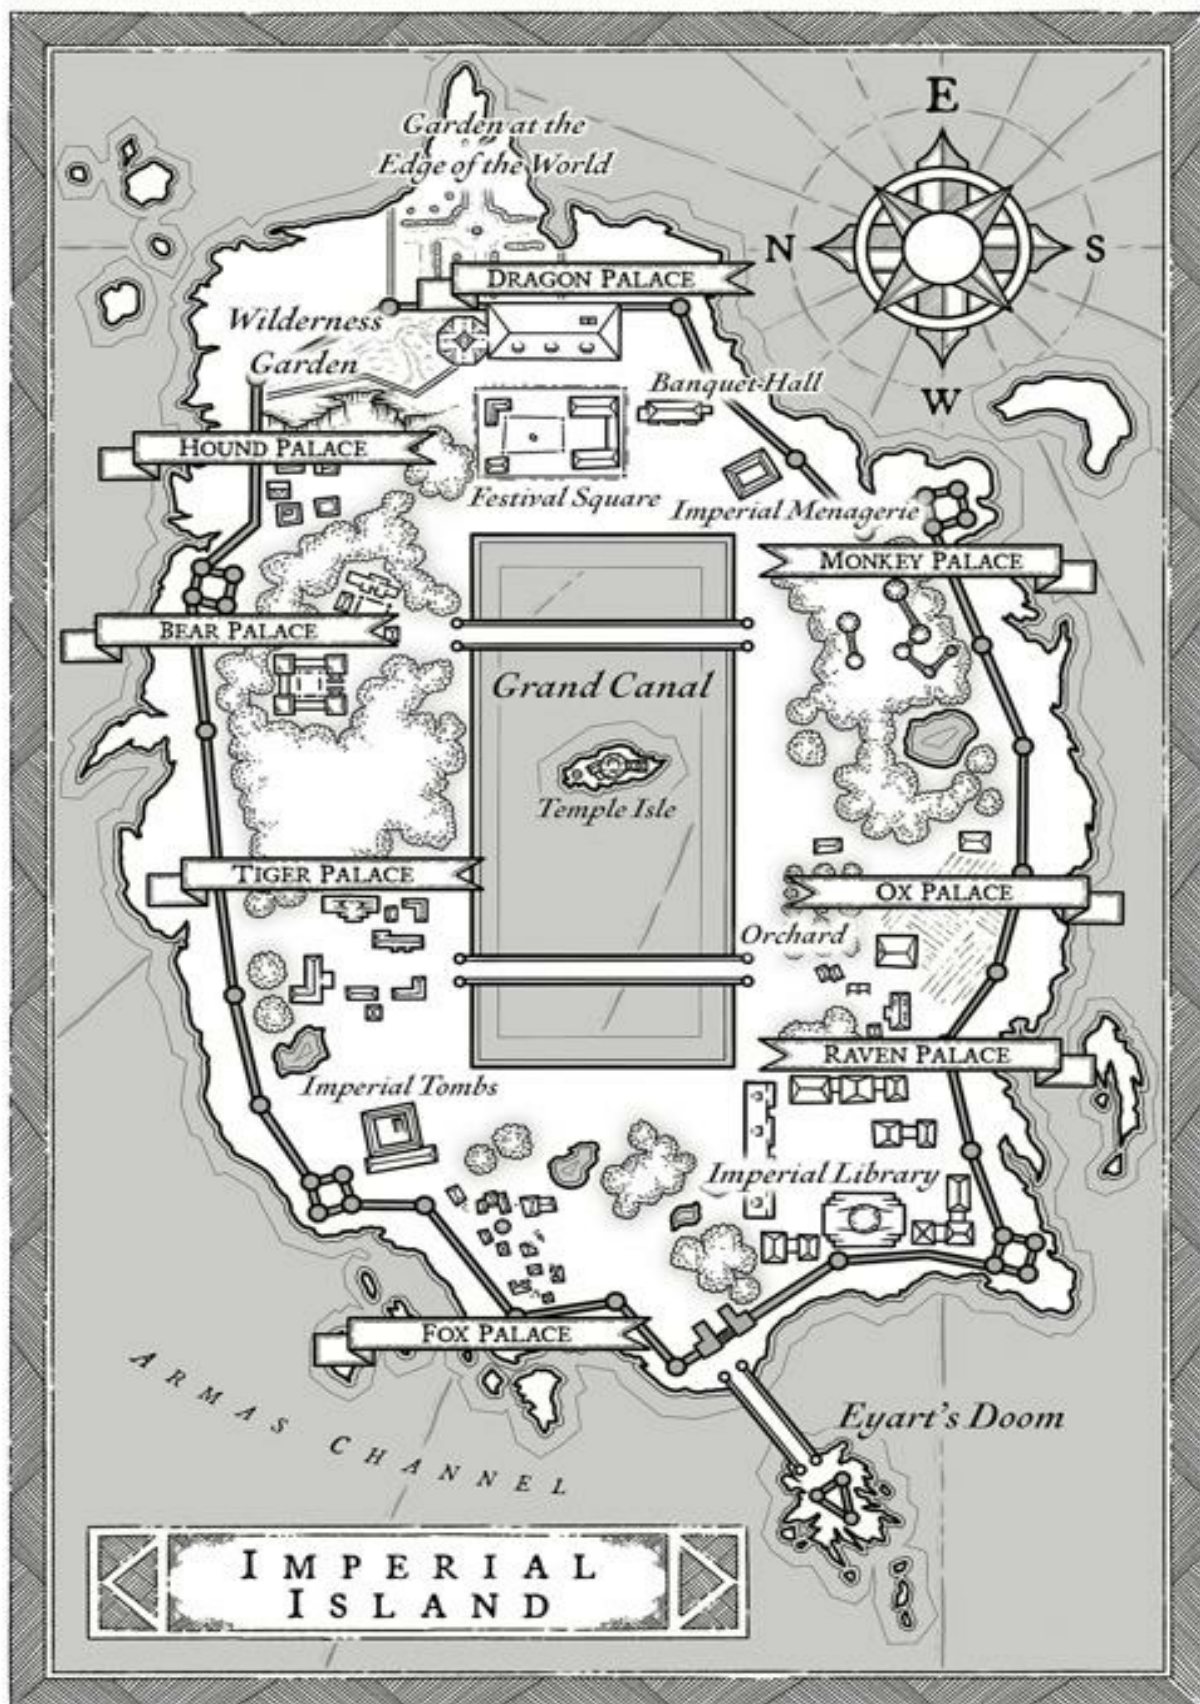 E
Garden at the
Edge of the World
N
S
DRAGON PALACE
Wilderness
Garden
Banquet Hall
W
HOUND PALACE
Festival Square
Imperial Menagerie
MONKEY PALACE
BEAR PALACE
Grand Canal
Temple Isle
TIGER PALACE
OX PALACE
Orchard
RAVEN PALACE
Imperial Tombs
Imperial Library
FOX PALACE
ARMAS CHANNEL
Eyart's Doom
IMPERIAL
ISLAND